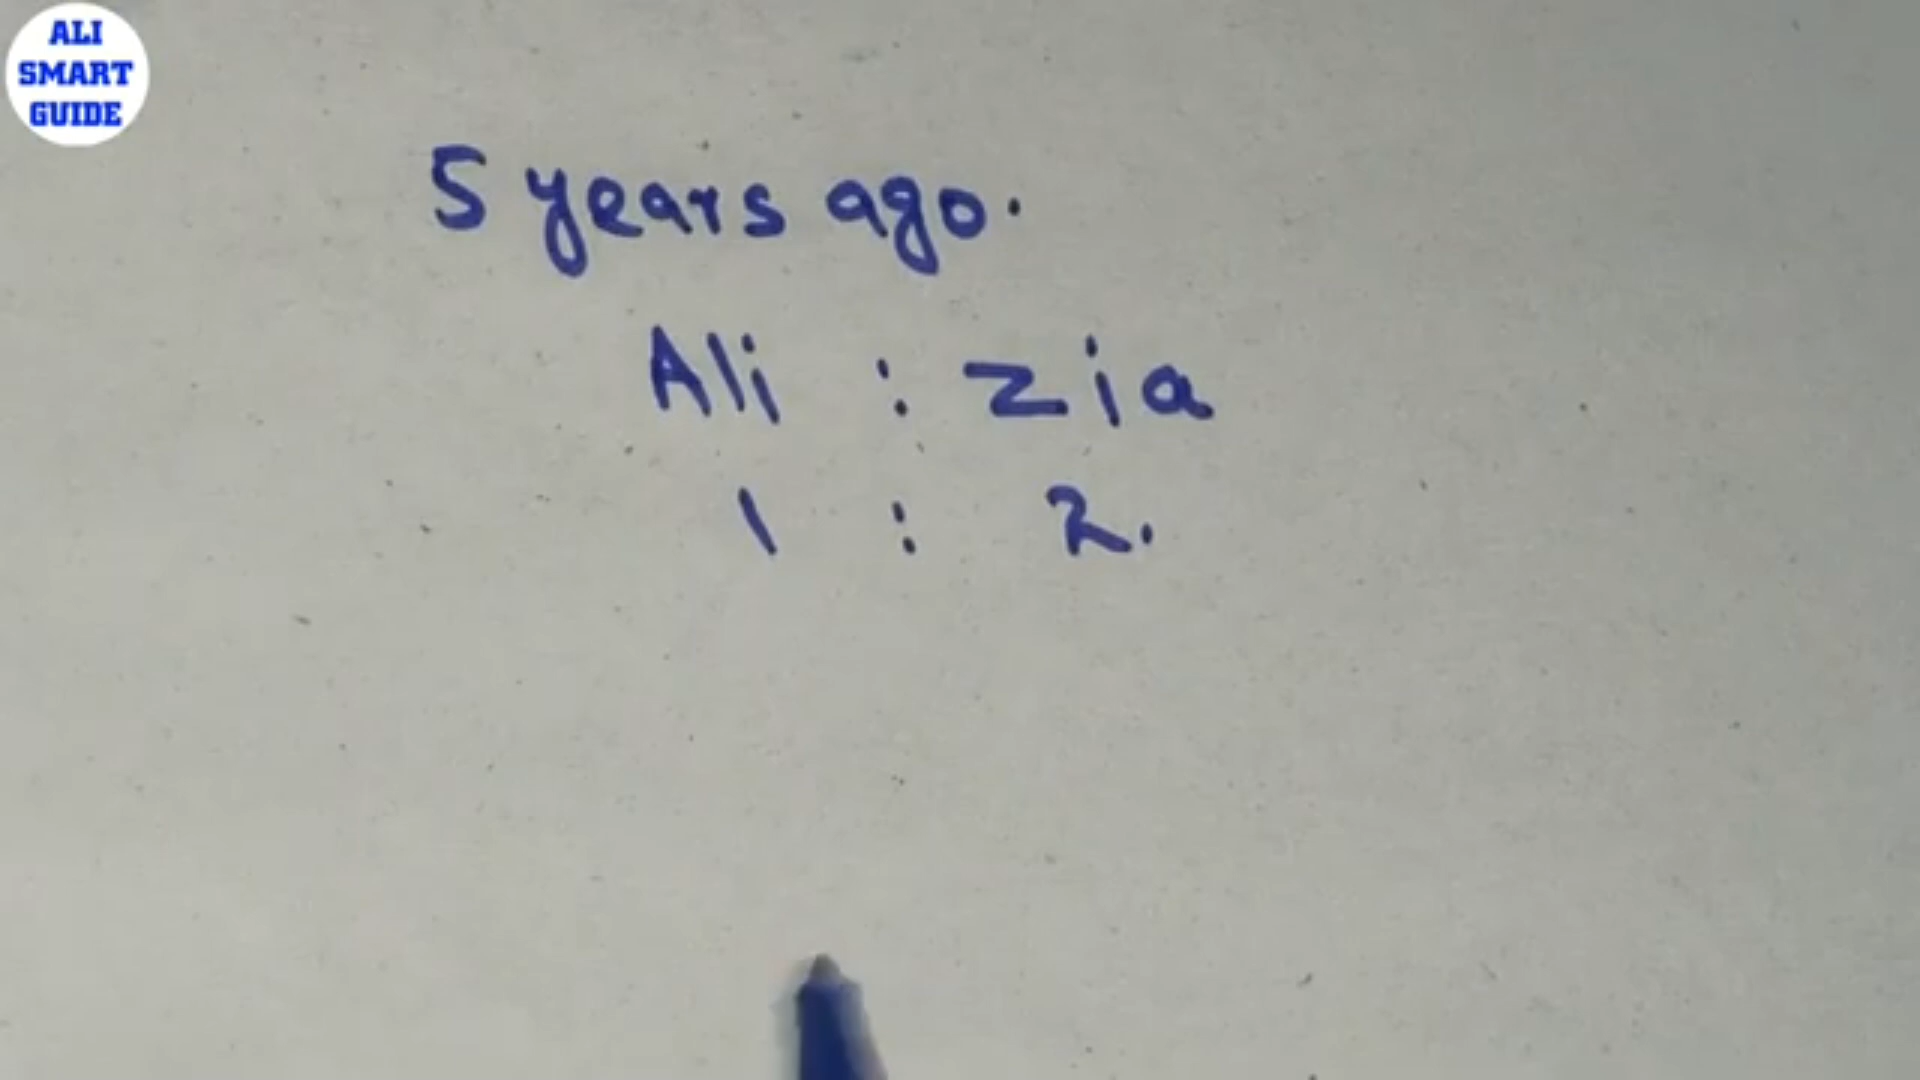 ALI
SMART
GUIDE
5 years ago.
Ali : zia
1 : 2.